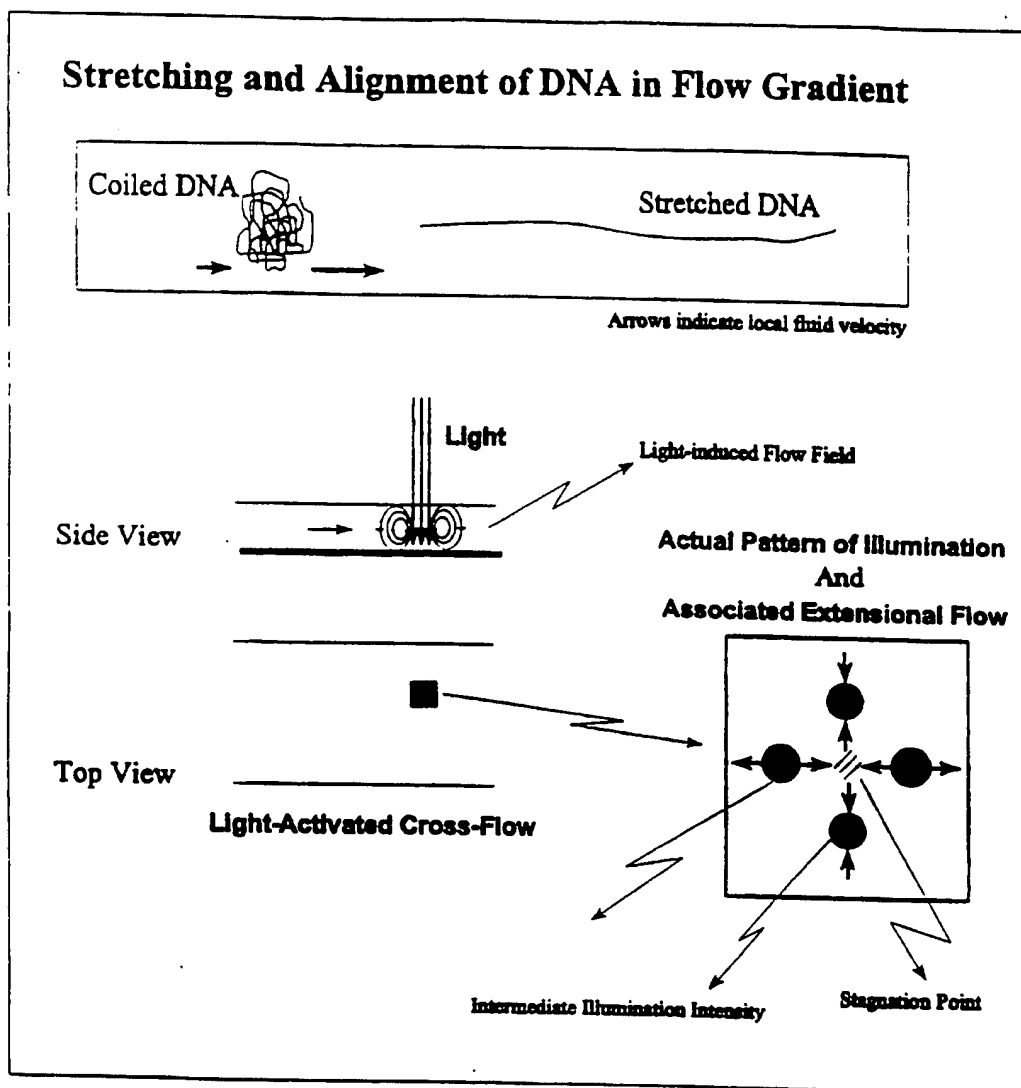 Stretching and Alignment of DNA in Flow Gradient
Coiled DNA
Stretched DNA
Arrows indicate local fluid velocity
Light
Light-induced Flow Field
Side View
Actual Pattern of Illumination
And
Associated Extensional Flow
Top View
Light-Activated Cross-Flow
Intermediate Illumination Intensity
Stagnation Point